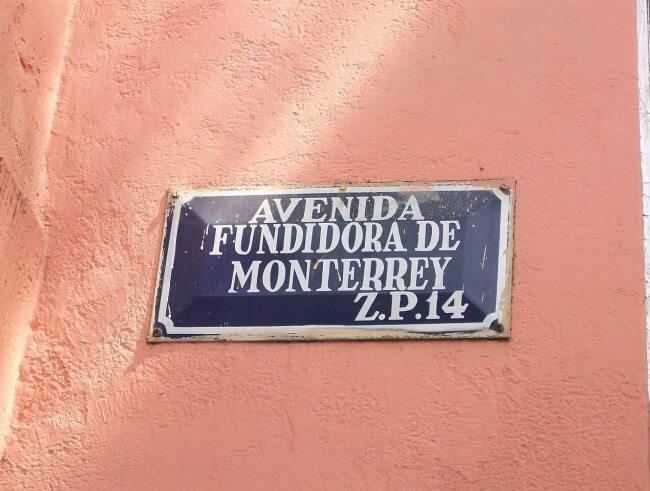 AVENIDA
FUNDIDORA DE
MONTERREY
Z.P.14